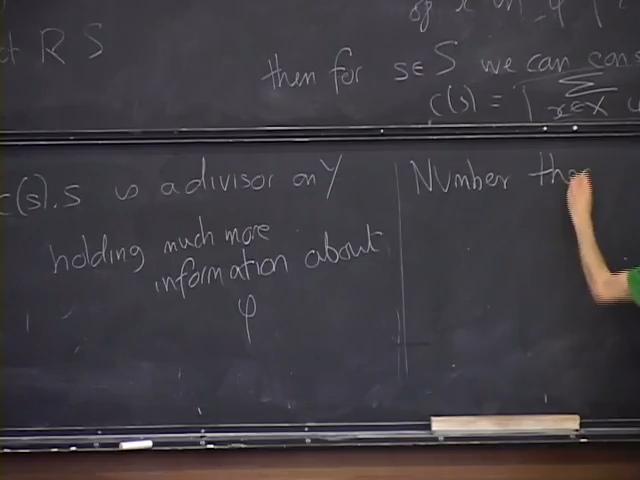 R S
then for s∈S we can cons
c(s) = Σ x∈X
c(s).s is a divisor on Y
holding much more
information about
φ
Number the